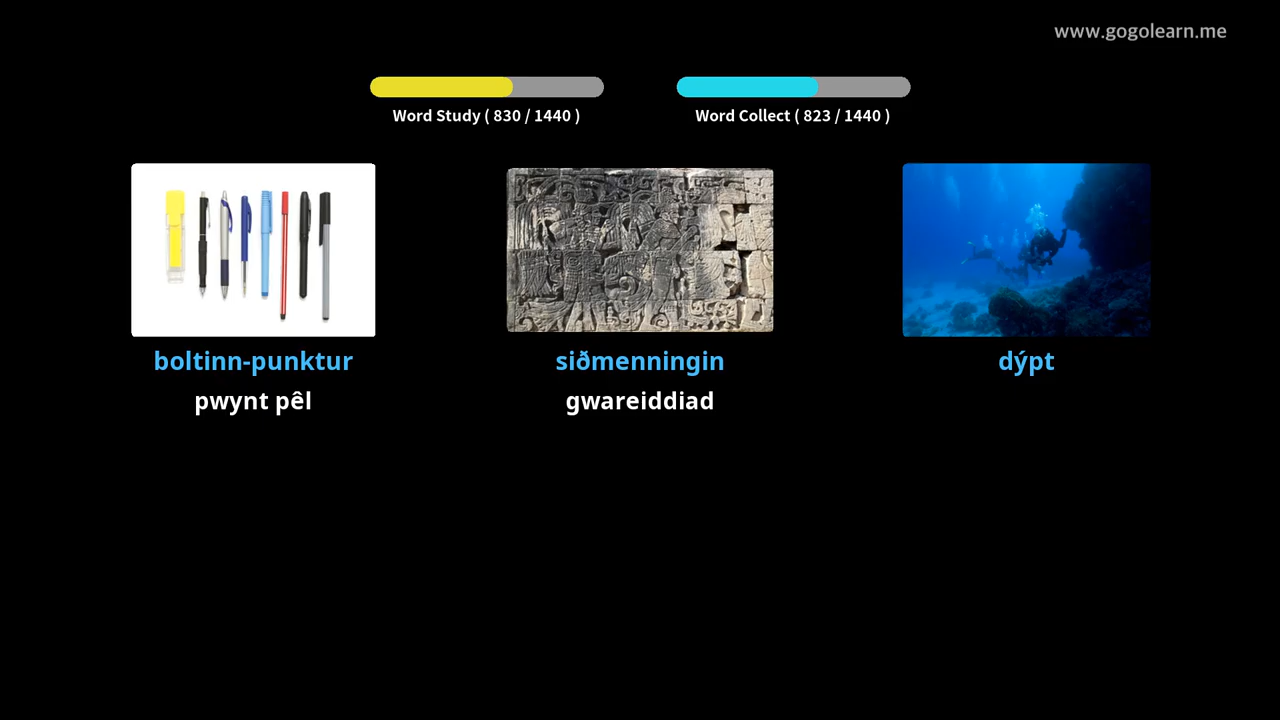 www.gogolearn.me
Word Study ( 830 / 1440 )
Word Collect ( 823 / 1440 )
boltinn-punktur
pwynt pêl
siðmenningin
gwareiddiad
dýpt